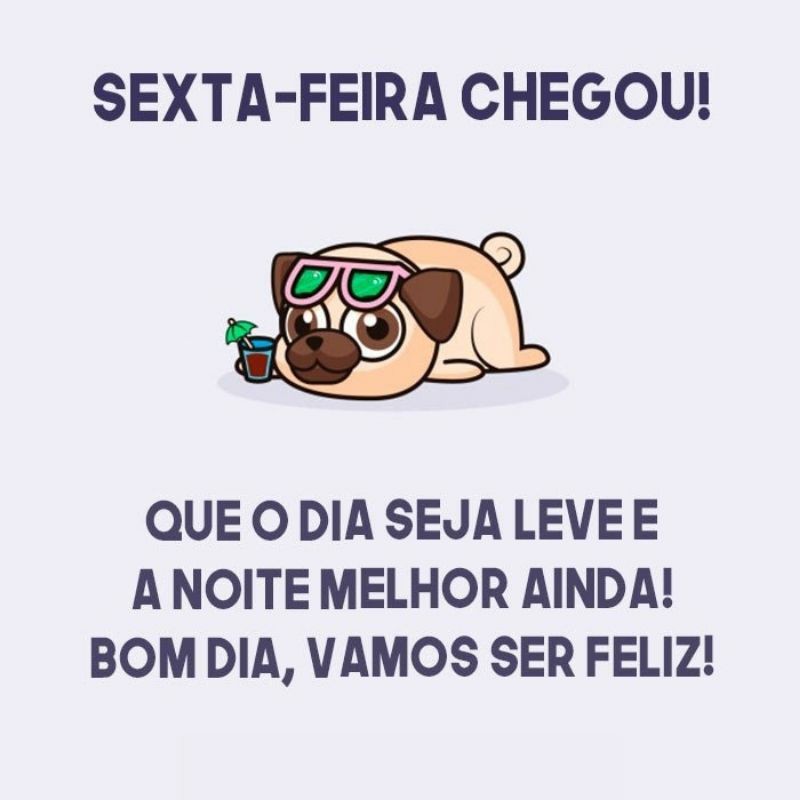 SEXTA-FEIRA CHEGOU!
QUE O DIA SEJA LEVE E
A NOITE MELHOR AINDA!
BOM DIA, VAMOS SER FELIZ!